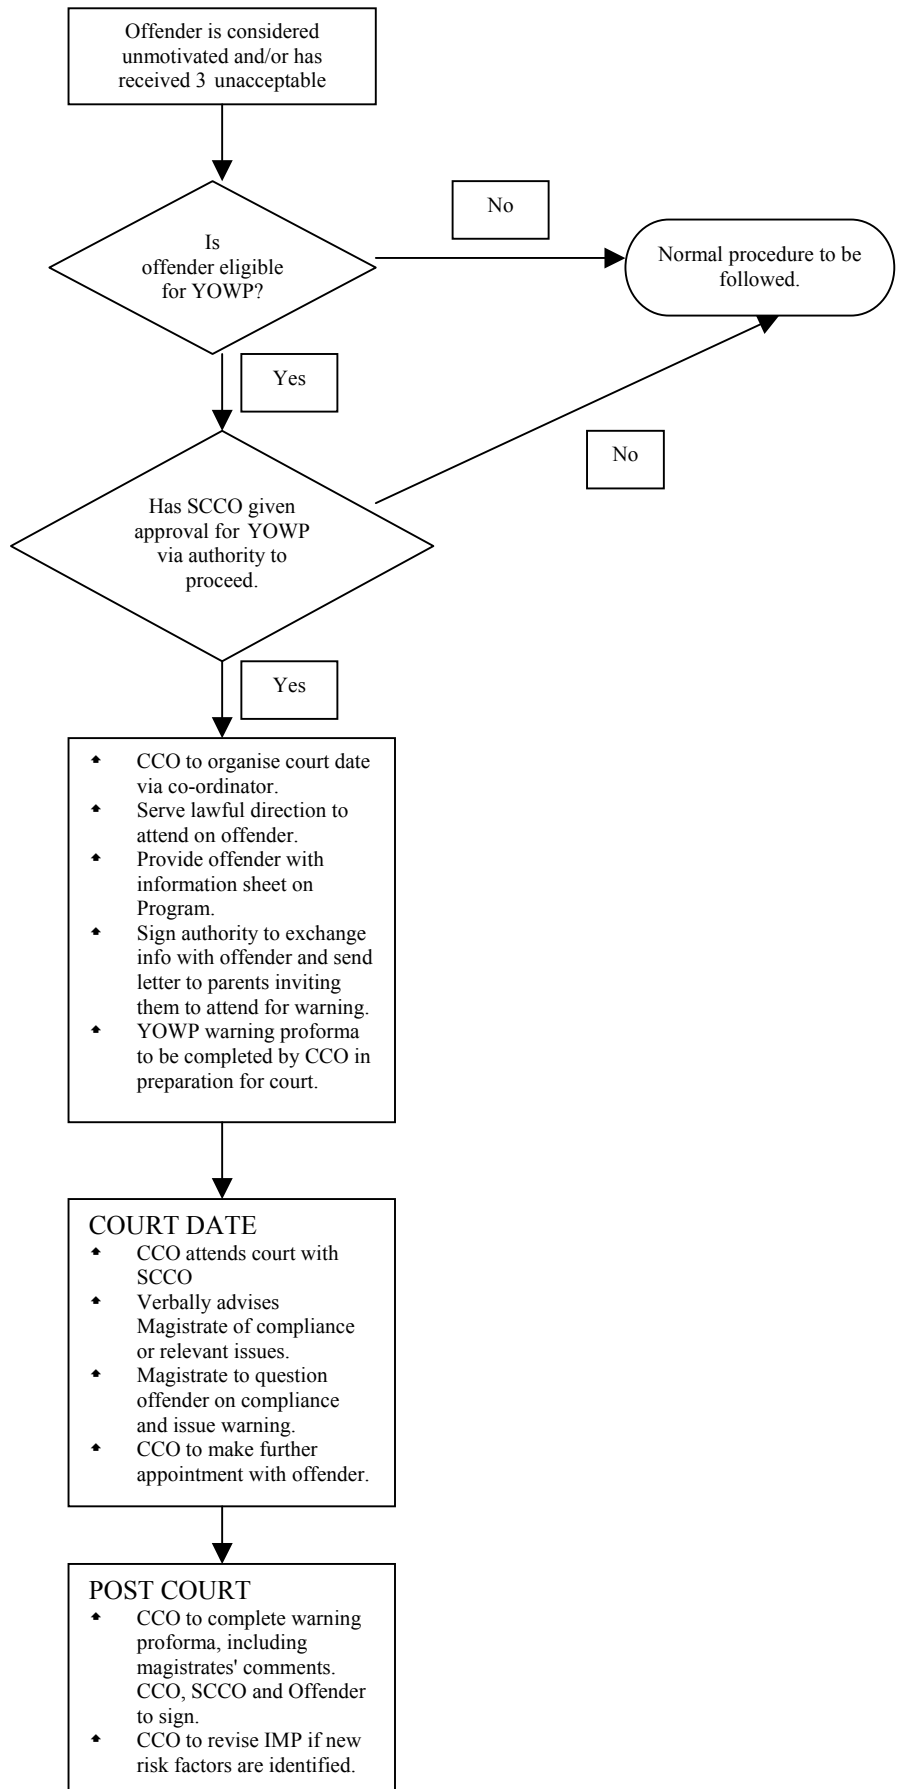 Offender is considered
unmotivated and/or has
received 3 unacceptable
No
Is
offender eligible
for YOWP?
Normal procedure to be
followed.
Yes
No
Has SCCO given
approval for YOWP
via authority to
proceed.
Yes
CCO to organise court date
via co-ordinator.
Serve lawful direction to
attend on offender.
Provide offender with
information sheet on
Program.
Sign authority to exchange
info with offender and send
letter to parents inviting
them to attend for warning.
YOWP warning proforma
to be completed by CCO in
preparation for court.
COURT DATE
CCO attends court with
SCCO
Verbally advises
Magistrate of compliance
or relevant issues.
Magistrate to question
offender on compliance
and issue warning.
CCO to make further
appointment with offender.
POST COURT
CCO to complete warning
proforma, including
magistrates' comments.
CCO, SCCO and Offender
to sign.
CCO to revise IMP if new
risk factors are identified.